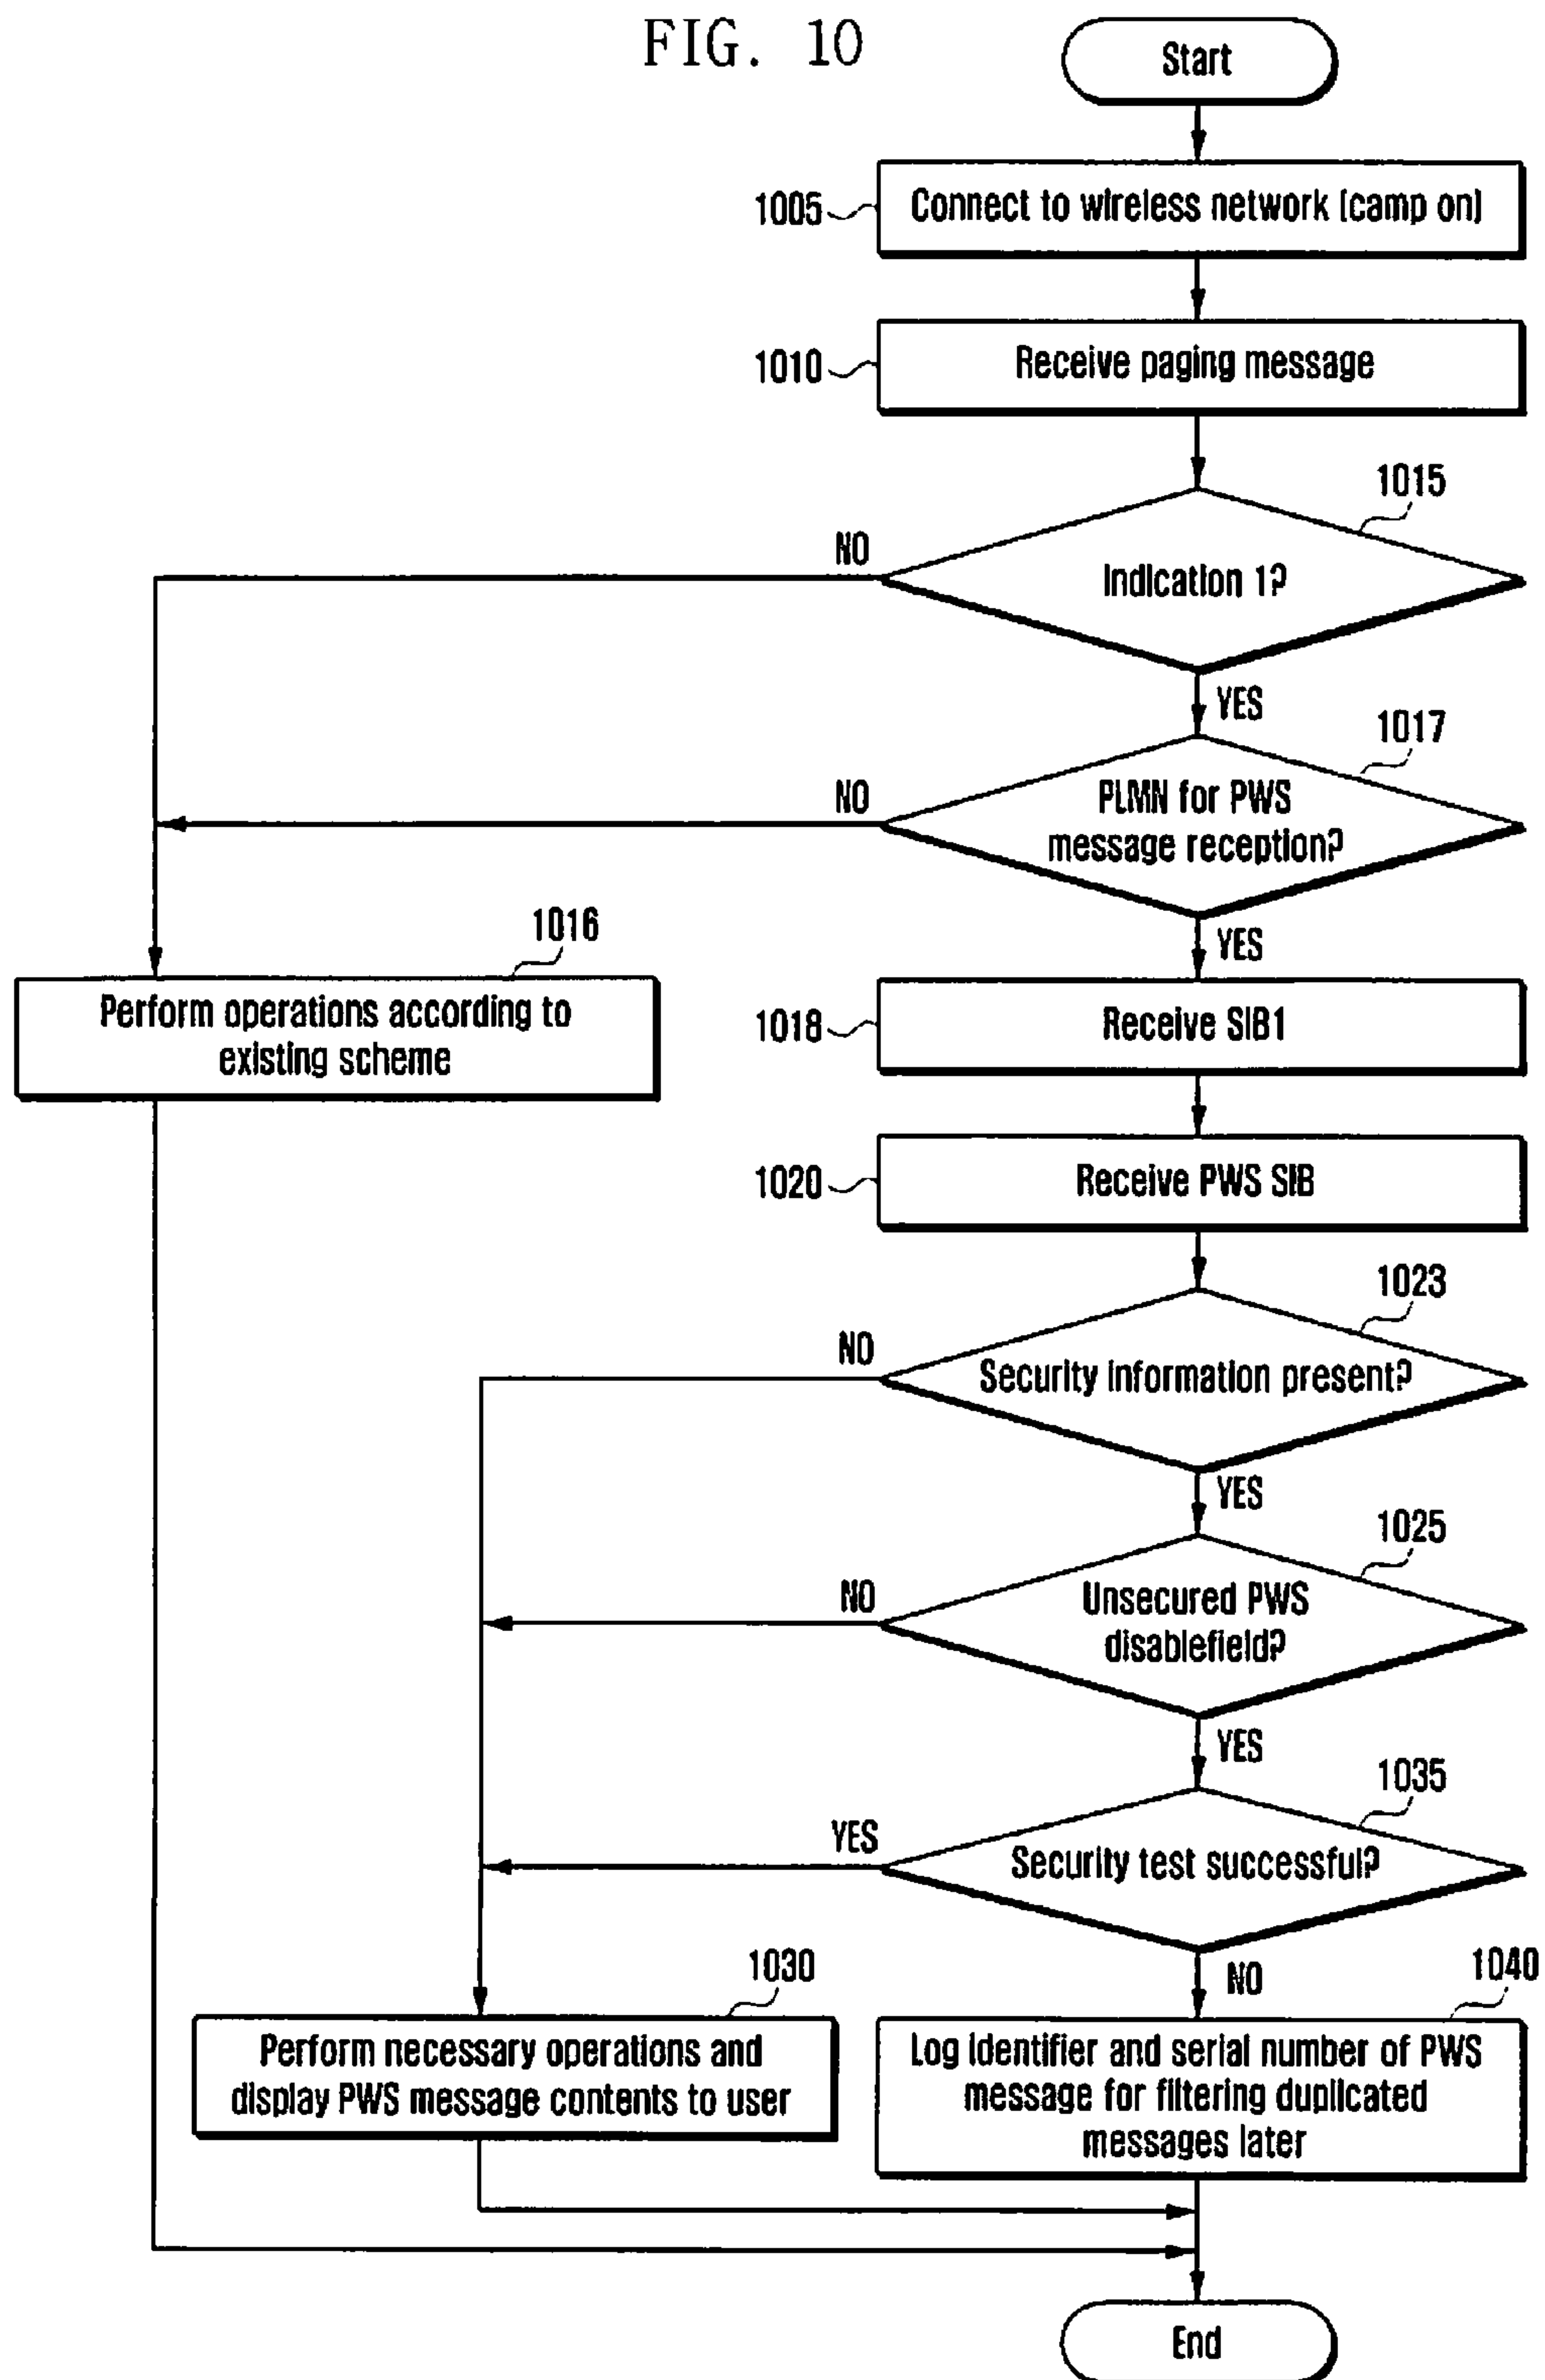 FIG. 10
Start
1005
Connect to wireless network (camp on)
1010
Receive paging message
1015
NO
Indication 1?
YES
1017
NO
PLMN for PWS
message reception?
YES
1016
Perform operations according to
existing scheme
1018
Receive SIB1
1020
Receive PWS SIB
1023
NO
Security information present?
YES
1025
NO
Unsecured PWS
disablefield?
YES
1035
YES
Security test successful?
NO
1030
Perform necessary operations and
display PWS message contents to user
1040
Log identifier and serial number of PWS
message for filtering duplicated
messages later
End